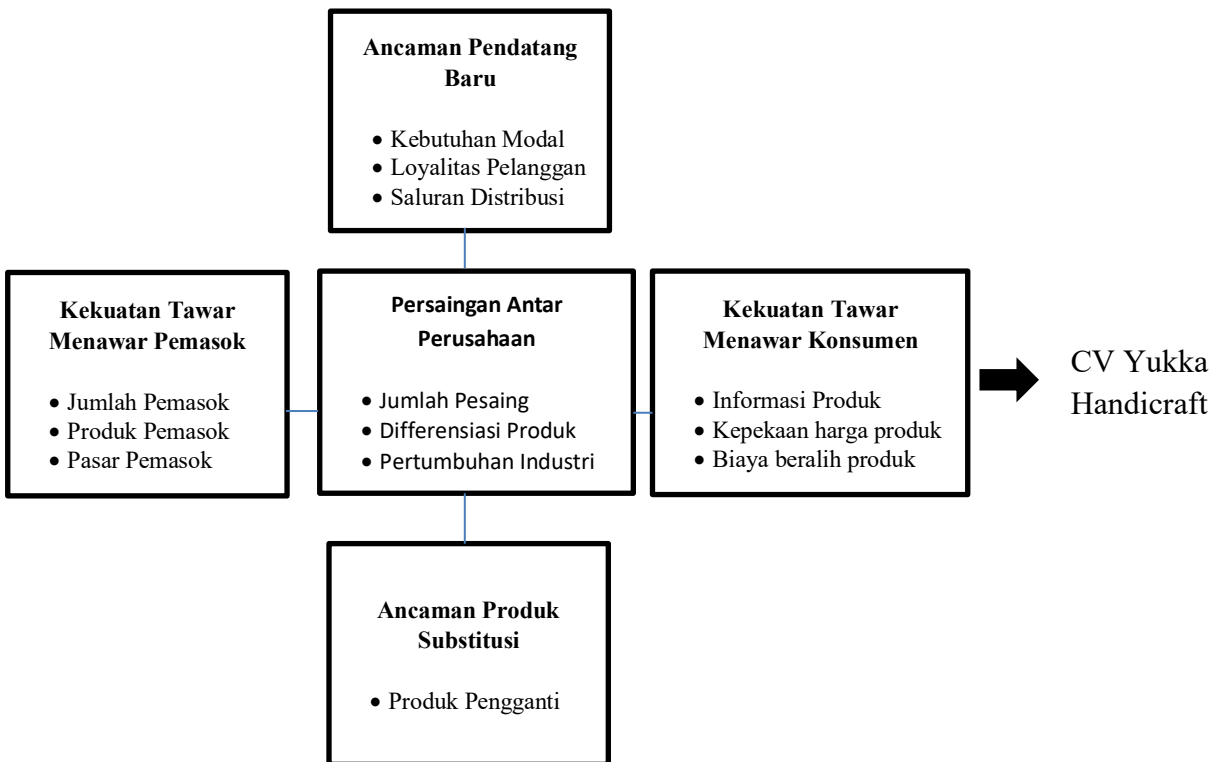 Ancaman Pendatang
Baru
• Kebutuhan Modal
• Loyalitas Pelanggan
• Saluran Distribusi
Kekuatan Tawar
Menawar Pemasok
• Jumlah Pemasok
• Produk Pemasok
• Pasar Pemasok
Persaingan Antar
Perusahaan
• Jumlah Pesaing
• Differensiasi Produk
• Pertumbuhan Industri
Kekuatan Tawar
Menawar Konsumen
• Informasi Produk
• Kepekaan harga produk
• Biaya beralih produk
CV Yukka
Handicraft
Ancaman Produk
Substitusi
• Produk Pengganti